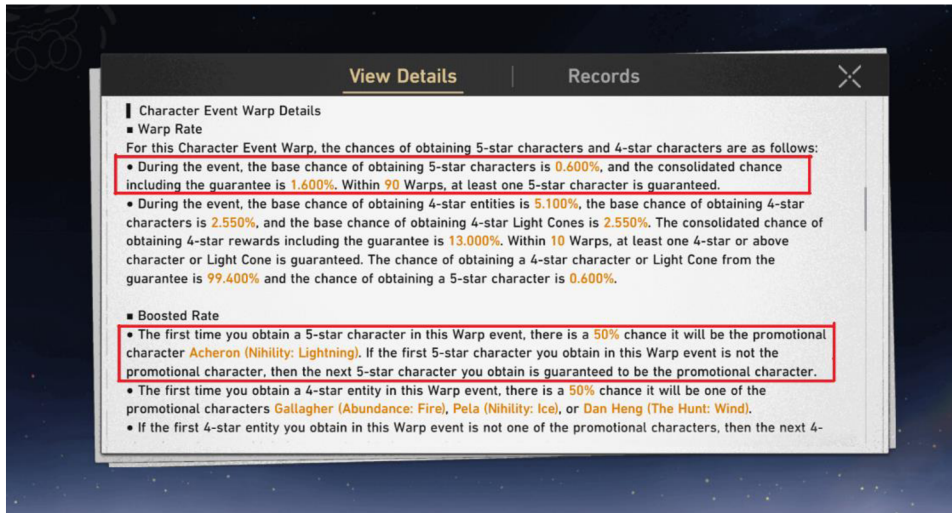 View Details
Records
Character Event Warp Details
■ Warp Rate
For this Character Event Warp, the chances of obtaining 5-star characters and 4-star characters are as follows:
• During the event, the base chance of obtaining 5-star characters is 0.600%, and the consolidated chance
including the guarantee is 1.600%. Within 90 Warps, at least one 5-star character is guaranteed.
• During the event, the base chance of obtaining 4-star entities is 5.100%, the base chance of obtaining 4-star
characters is 2.550%, and the base chance of obtaining 4-star Light Cones is 2.550%. The consolidated chance of
obtaining 4-star rewards including the guarantee is 13.000%. Within 10 Warps, at least one 4-star or above
character or Light Cone is guaranteed. The chance of obtaining a 4-star character or Light Cone from the
guarantee is 99.400% and the chance of obtaining a 5-star character is 0.600%.
■ Boosted Rate
• The first time you obtain a 5-star character in this Warp event, there is a 50% chance it will be the promotional
character Acheron (Nihility: Lightning). If the first 5-star character you obtain in this Warp event is not the
promotional character, then the next 5-star character you obtain is guaranteed to be the promotional character.
• The first time you obtain a 4-star entity in this Warp event, there is a 50% chance it will be one of the
promotional characters Gallagher (Abundance: Fire), Pela (Nihility: Ice), or Dan Heng (The Hunt: Wind).
• If the first 4-star entity you obtain in this Warp event is not one of the promotional characters, then the next 4-